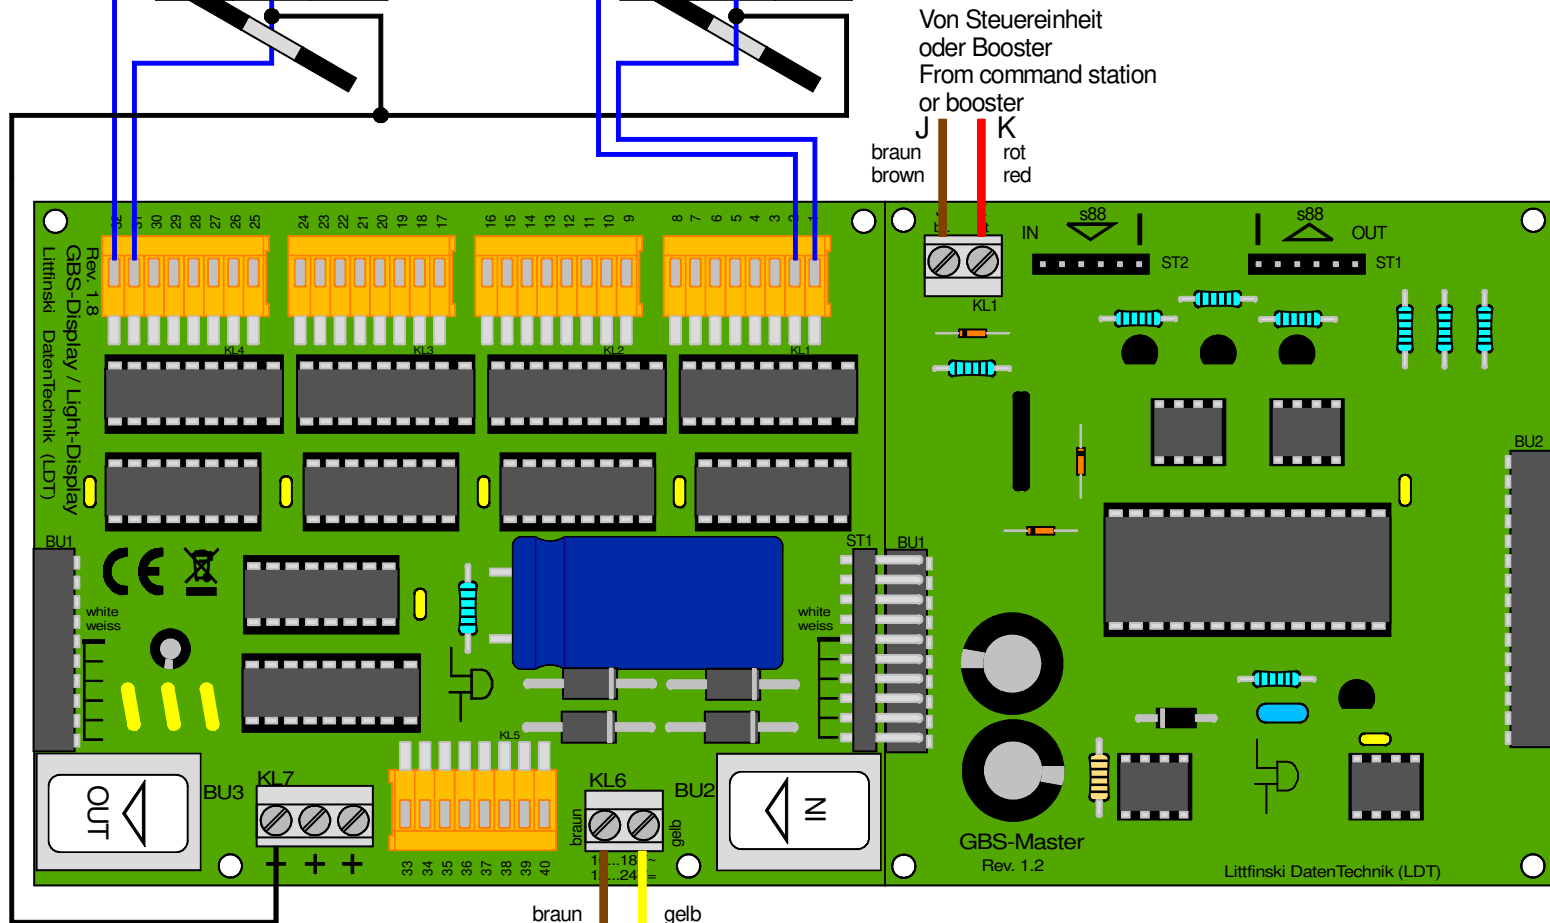 Von Steuereinheit
oder Booster
From command station
or booster
J K
braun rot
brown red
32 31 30 29 28 27 26 25
24 23 22 21 20 19 18 17
16 15 14 13 12 11 10 9
8 7 6 5 4 3 2 1
IN s88 s88 OUT
ST2 ST1
KL1
Rev. 1.8
GBS-Display / Light-Display
Littfinski DatenTechnik (LDT)
KL4 KL3 KL2 KL1
BU2
BU1 ST1 BU1
CE
white
weiss
white
weiss
KL5
OUT
BU3
KL7
+ + +
33 34 35 36 37 38 39 40
KL6
braun gelb
BU2
IN
GBS-Master
Rev. 1.2
Littfinski DatenTechnik (LDT)
braun gelb